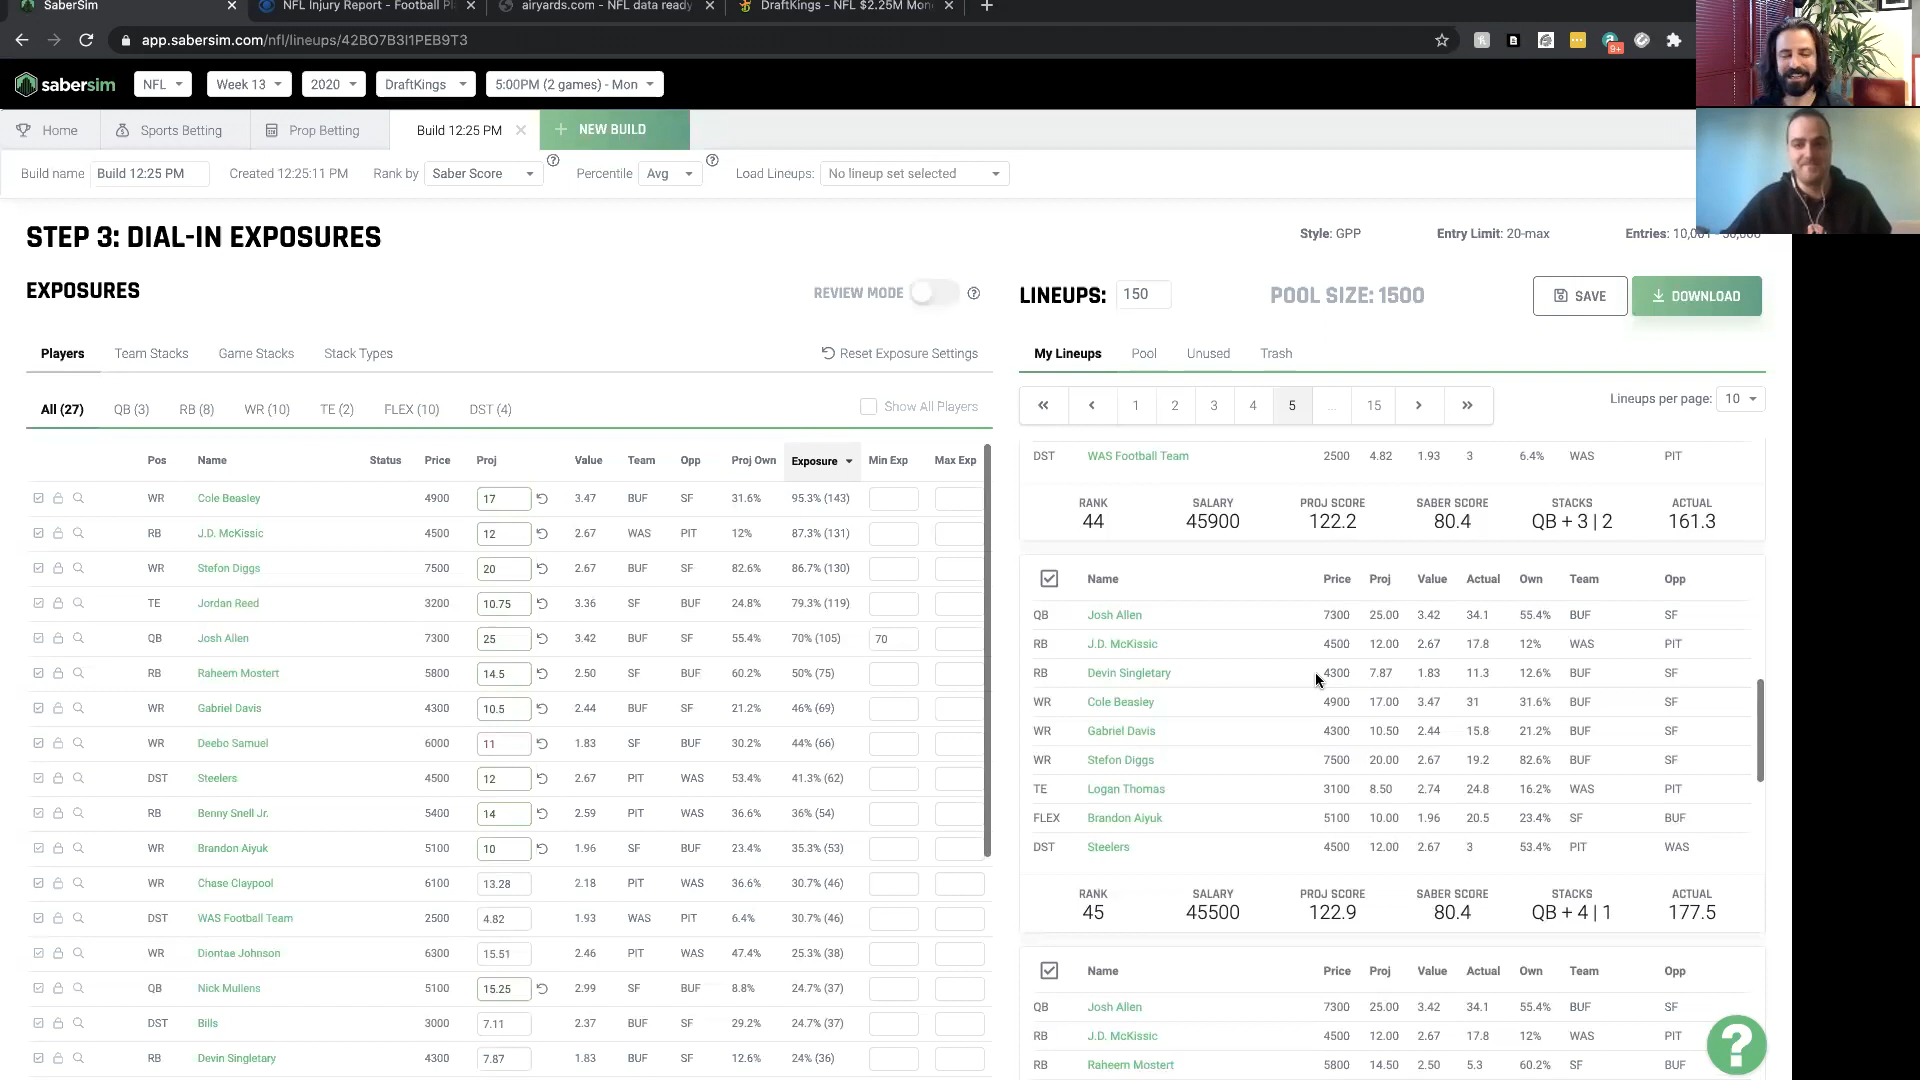 SaberSim
NFL Injury Report - Football Pl
airyards.com - NFL data ready
DraftKings - NFL $2.25M Mon
app.sabersim.com/nfl/lineups/42BO7B3I1PEB9T3
9+
sabersim
NFL
Week 13
2020
DraftKings
5:00PM (2 games) - Mon
Home
Sports Betting
Prop Betting
Build 12:25 PM
+ NEW BUILD
Build name Build 12:25 PM Created 12:25:11 PM Rank by Saber Score ? Percentile Avg ? Load Lineups: No lineup set selected
STEP 3: DIAL-IN EXPOSURES
Style: GPP Entry Limit: 20-max Entries:
EXPOSURES
REVIEW MODE ?
LINEUPS: 150 POOL SIZE: 1500 SAVE DOWNLOAD
Players Team Stacks Game Stacks Stack Types Reset Exposure Settings
My Lineups Pool Unused Trash
All (27) QB (3) RB (8) WR (10) TE (2) FLEX (10) DST (4) Show All Players
« ‹ 1 2 3 4 5 ... 15 › » Lineups per page: 10
Pos Name Status Price Proj Value Team Opp Proj Own Exposure Min Exp Max Exp
WR Cole Beasley 4900 17 3.47 BUF SF 31.6% 95.3% (143)
RB J.D. McKissic 4500 12 2.67 WAS PIT 12% 87.3% (131)
WR Stefon Diggs 7500 20 2.67 BUF SF 82.6% 86.7% (130)
TE Jordan Reed 3200 10.75 3.36 SF BUF 24.8% 79.3% (119)
QB Josh Allen 7300 25 3.42 BUF SF 55.4% 70% (105) 70
RB Raheem Mostert 5800 14.5 2.50 SF BUF 60.2% 50% (75)
WR Gabriel Davis 4300 10.5 2.44 BUF SF 21.2% 46% (69)
WR Deebo Samuel 6000 11 1.83 SF BUF 30.2% 44% (66)
DST Steelers 4500 12 2.67 PIT WAS 53.4% 41.3% (62)
RB Benny Snell Jr. 5400 14 2.59 PIT WAS 36.6% 36% (54)
WR Brandon Aiyuk 5100 10 1.96 SF BUF 23.4% 35.3% (53)
WR Chase Claypool 6100 13.28 2.18 PIT WAS 36.6% 30.7% (46)
DST WAS Football Team 2500 4.82 1.93 WAS PIT 6.4% 30.7% (46)
WR Diontae Johnson 6300 15.51 2.46 PIT WAS 47.4% 25.3% (38)
QB Nick Mullens 5100 15.25 2.99 SF BUF 8.8% 24.7% (37)
DST Bills 3000 7.11 2.37 BUF SF 29.2% 24.7% (37)
RB Devin Singletary 4300 7.87 1.83 BUF SF 12.6% 24% (36)
DST WAS Football Team 2500 4.82 1.93 3 6.4% WAS PIT
RANK SALARY PROJ SCORE SABER SCORE STACKS ACTUAL
44 45900 122.2 80.4 QB + 3 | 2 161.3
Name Price Proj Value Actual Own Team Opp
QB Josh Allen 7300 25.00 3.42 34.1 55.4% BUF SF
RB J.D. McKissic 4500 12.00 2.67 17.8 12% WAS PIT
RB Devin Singletary 4300 7.87 1.83 11.3 12.6% BUF SF
WR Cole Beasley 4900 17.00 3.47 31 31.6% BUF SF
WR Gabriel Davis 4300 10.50 2.44 15.8 21.2% BUF SF
WR Stefon Diggs 7500 20.00 2.67 19.2 82.6% BUF SF
TE Logan Thomas 3100 8.50 2.74 24.8 16.2% WAS PIT
FLEX Brandon Aiyuk 5100 10.00 1.96 20.5 23.4% SF BUF
DST Steelers 4500 12.00 2.67 3 53.4% PIT WAS
RANK SALARY PROJ SCORE SABER SCORE STACKS ACTUAL
45 45500 122.9 80.4 QB + 4 | 1 177.5
Name Price Proj Value Actual Own Team Opp
QB Josh Allen 7300 25.00 3.42 34.1 55.4% BUF SF
RB J.D. McKissic 4500 12.00 2.67 17.8 12% WAS PIT
RB Raheem Mostert 5800 14.50 2.50 5.3 60.2% SF BUF
?